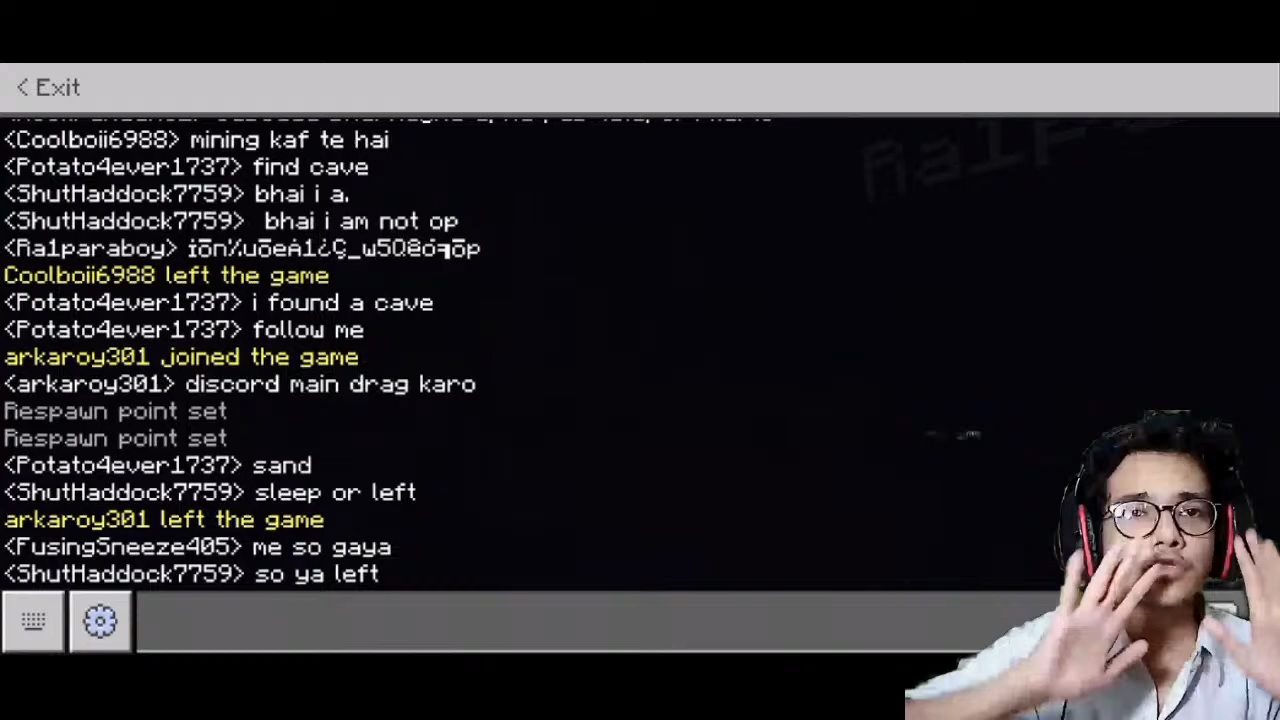 < Exit
<Coolboii6988> mining kaf te hai
<Potato4ever1737> find cave
<ShutHaddock7759> bhai i a.
<ShutHaddock7759>  bhai i am not op
<Ra1paraboy>
Coolboii6988 left the game
<Potato4ever1737> i found a cave
<Potato4ever1737> follow me
arkaroy301 joined the game
<arkaroy301> discord main drag karo
Respawn point set
Respawn point set
<Potato4ever1737> sand
<ShutHaddock7759> sleep or left
arkaroy301 left the game
<FusingSneeze405> me so gaya
<ShutHaddock7759> so ya left